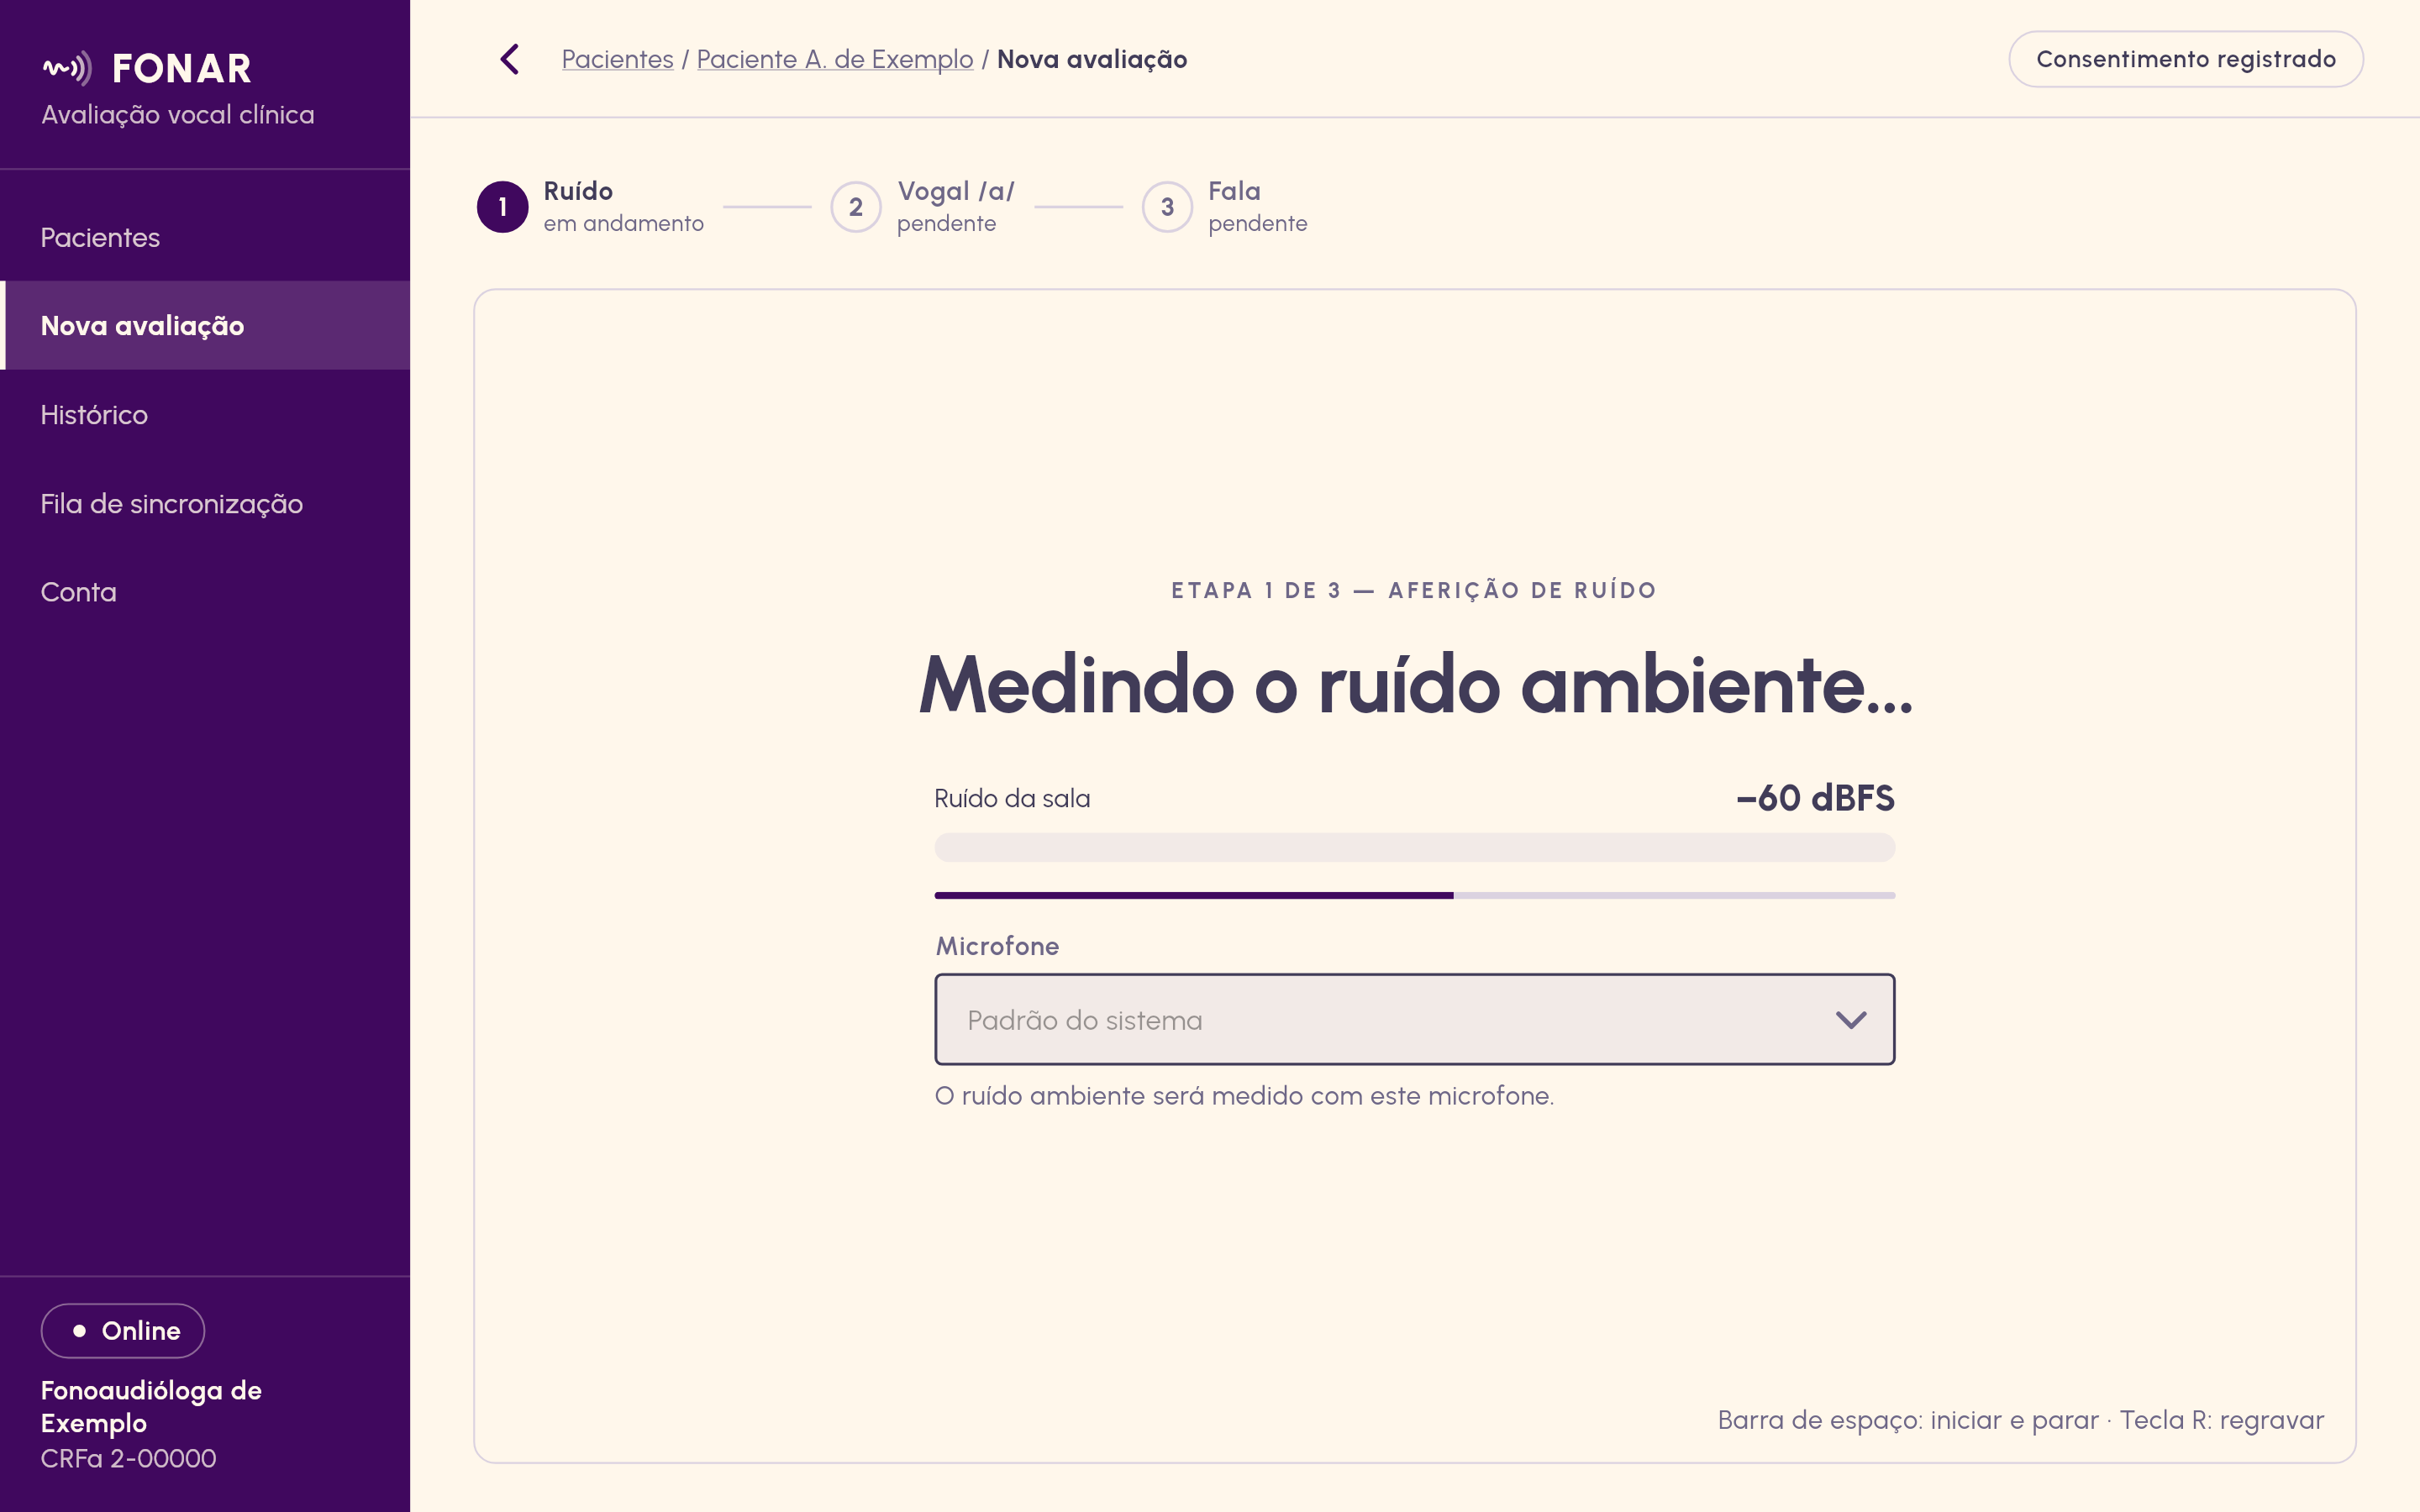 FONAR
Avaliação vocal clínica
Pacientes
Nova avaliação
Histórico
Fila de sincronização
Conta
Online
Fonoaudióloga de
Exemplo
CRFa 2-00000
Pacientes / Paciente A. de Exemplo / Nova avaliação
Consentimento registrado
1 Ruído
em andamento
2 Vogal /a/
pendente
3 Fala
pendente
ETAPA 1 DE 3 — AFERIÇÃO DE RUÍDO
Medindo o ruído ambiente...
Ruído da sala
−60 dBFS
Microfone
Padrão do sistema
O ruído ambiente será medido com este microfone.
Barra de espaço: iniciar e parar · Tecla R: regravar